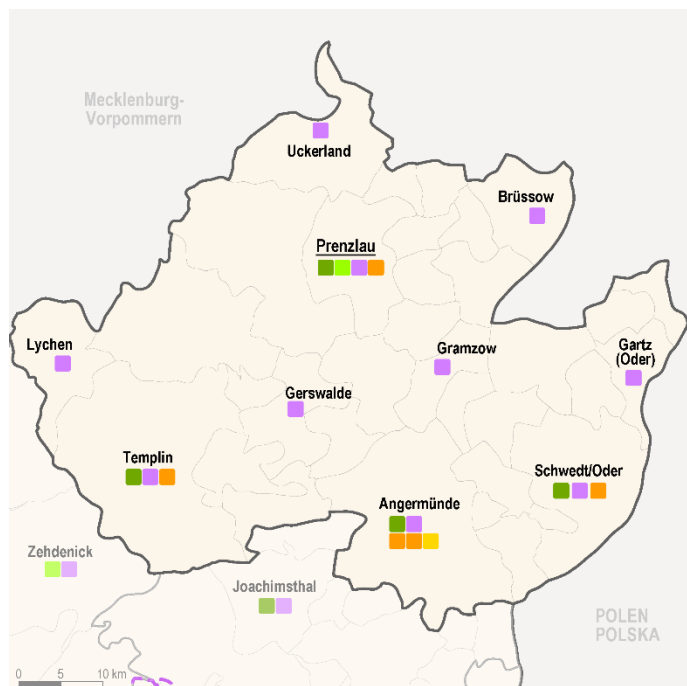 Mecklenburg-
Vorpommern
Uckerland
Brüssow
Prenzlau
Lychen
Gramzow
Gartz
(Oder)
Gerswalde
Templin
Schwedt/Oder
Angermünde
Zehdenick
Joachimsthal
POLEN
POLSKA
0 5 10 km